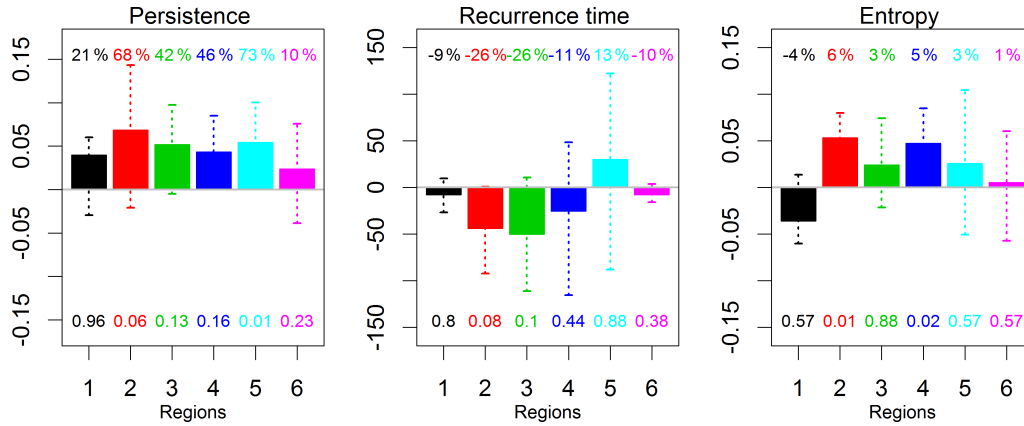 Persistence
21 % 68 % 42 % 46 % 73 % 10 %
0.15
0.05
-0.05
-0.15
0.96 0.06 0.13 0.16 0.01 0.23
1 2 3 4 5 6
Regions
Recurrence time
-9 % -26 % -26 % -11 % 13 % -10 %
150
50
0
-50
-150
0.8 0.08 0.1 0.44 0.88 0.38
1 2 3 4 5 6
Regions
Entropy
-4 % 6 % 3 % 5 % 3 % 1 %
0.15
0.05
-0.05
-0.15
0.57 0.01 0.88 0.02 0.57 0.57
1 2 3 4 5 6
Regions